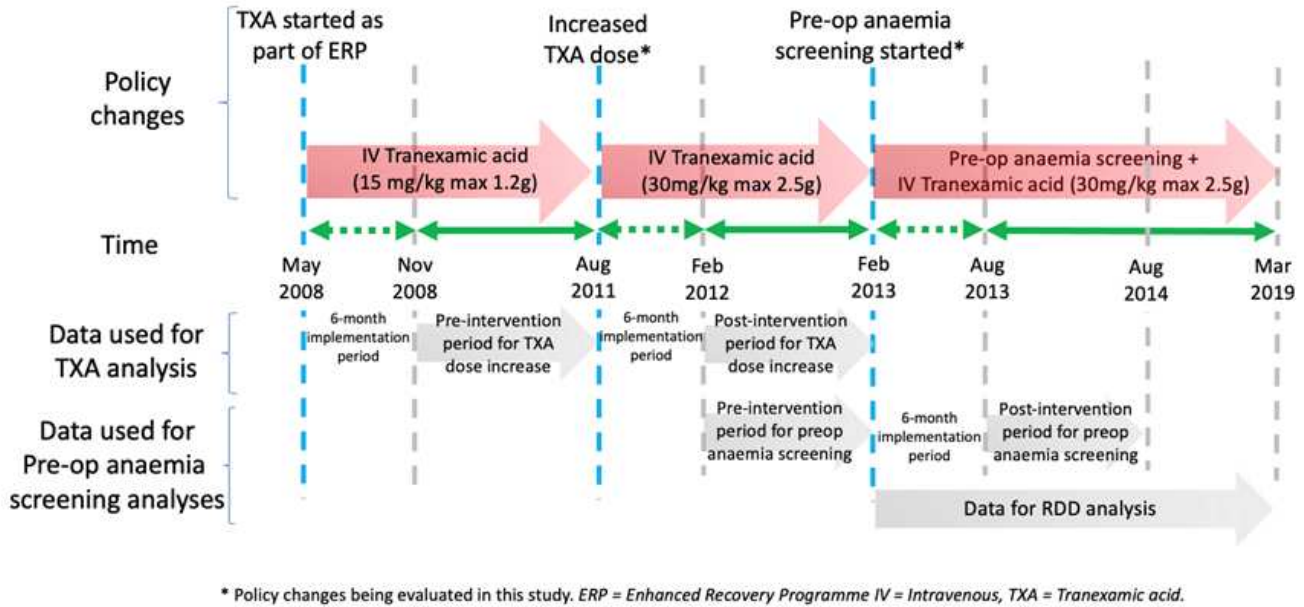 TXA started as
part of ERP
Increased
TXA dose*
Pre-op anaemia
screening started*
Policy
changes
IV Tranexamic acid
(15 mg/kg max 1.2g)
IV Tranexamic acid
(30mg/kg max 2.5g)
Pre-op anaemia screening +
IV Tranexamic acid (30mg/kg max 2.5g)
Time
May
2008
Nov
2008
Aug
2011
Feb
2012
Feb
2013
Aug
2013
Aug
2014
Mar
2019
Data used for
TXA analysis
6-month
implementation
period
Pre-intervention
period for TXA
dose increase
6-month
implementation
period
Post-intervention
period for TXA
dose increase
Data used for
Pre-op anaemia
screening analyses
Pre-intervention
period for preop
anaemia screening
6-month
implementation
period
Post-intervention
period for preop
anaemia screening
Data for RDD analysis
* Policy changes being evaluated in this study. ERP = Enhanced Recovery Programme IV = Intravenous, TXA = Tranexamic acid.